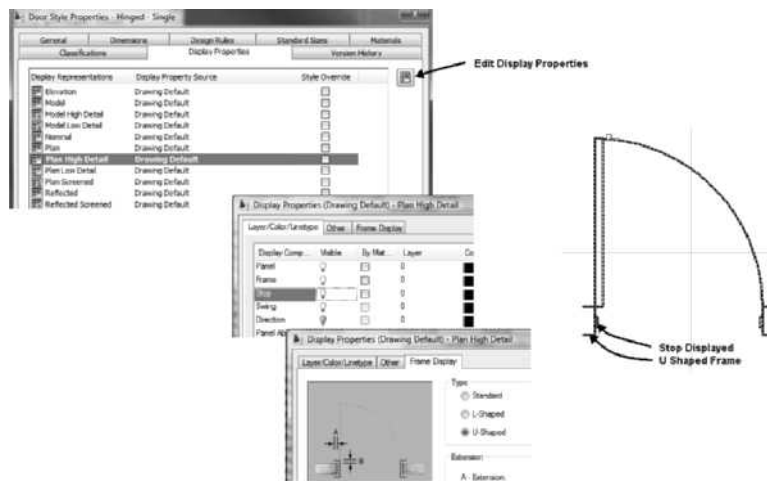 Door Style Properties - Hinged - Single
General Dimensions Design Rules Standard Sizes Materials
Classifications Display Properties Version History
Edit Display Properties
Display Representations Display Property Source Style Override
Elevation Drawing Default
Model Drawing Default
Model High Detail Drawing Default
Model Low Detail Drawing Default
Nominal Drawing Default
Plan Drawing Default
Plan High Detail Drawing Default
Plan Low Detail Drawing Default
Plan Screened Drawing Default
Reflected Drawing Default
Reflected Screened Drawing Default
Display Properties (Drawing Default) - Plan High Detail
Layer/Color/Linetype Other Frame Display
Display Comp... Visible By Mat... Layer Co
Panel 0
Frame 0
Stop 0
Swing 0
Direction 0
Panel Ap
Display Properties (Drawing Default) - Plan High Detail
Layer/Color/Linetype Other Frame Display
Type
Standard
L-Shaped
U-Shaped
A
B
Extension
A - Extension
Stop Displayed
U Shaped Frame